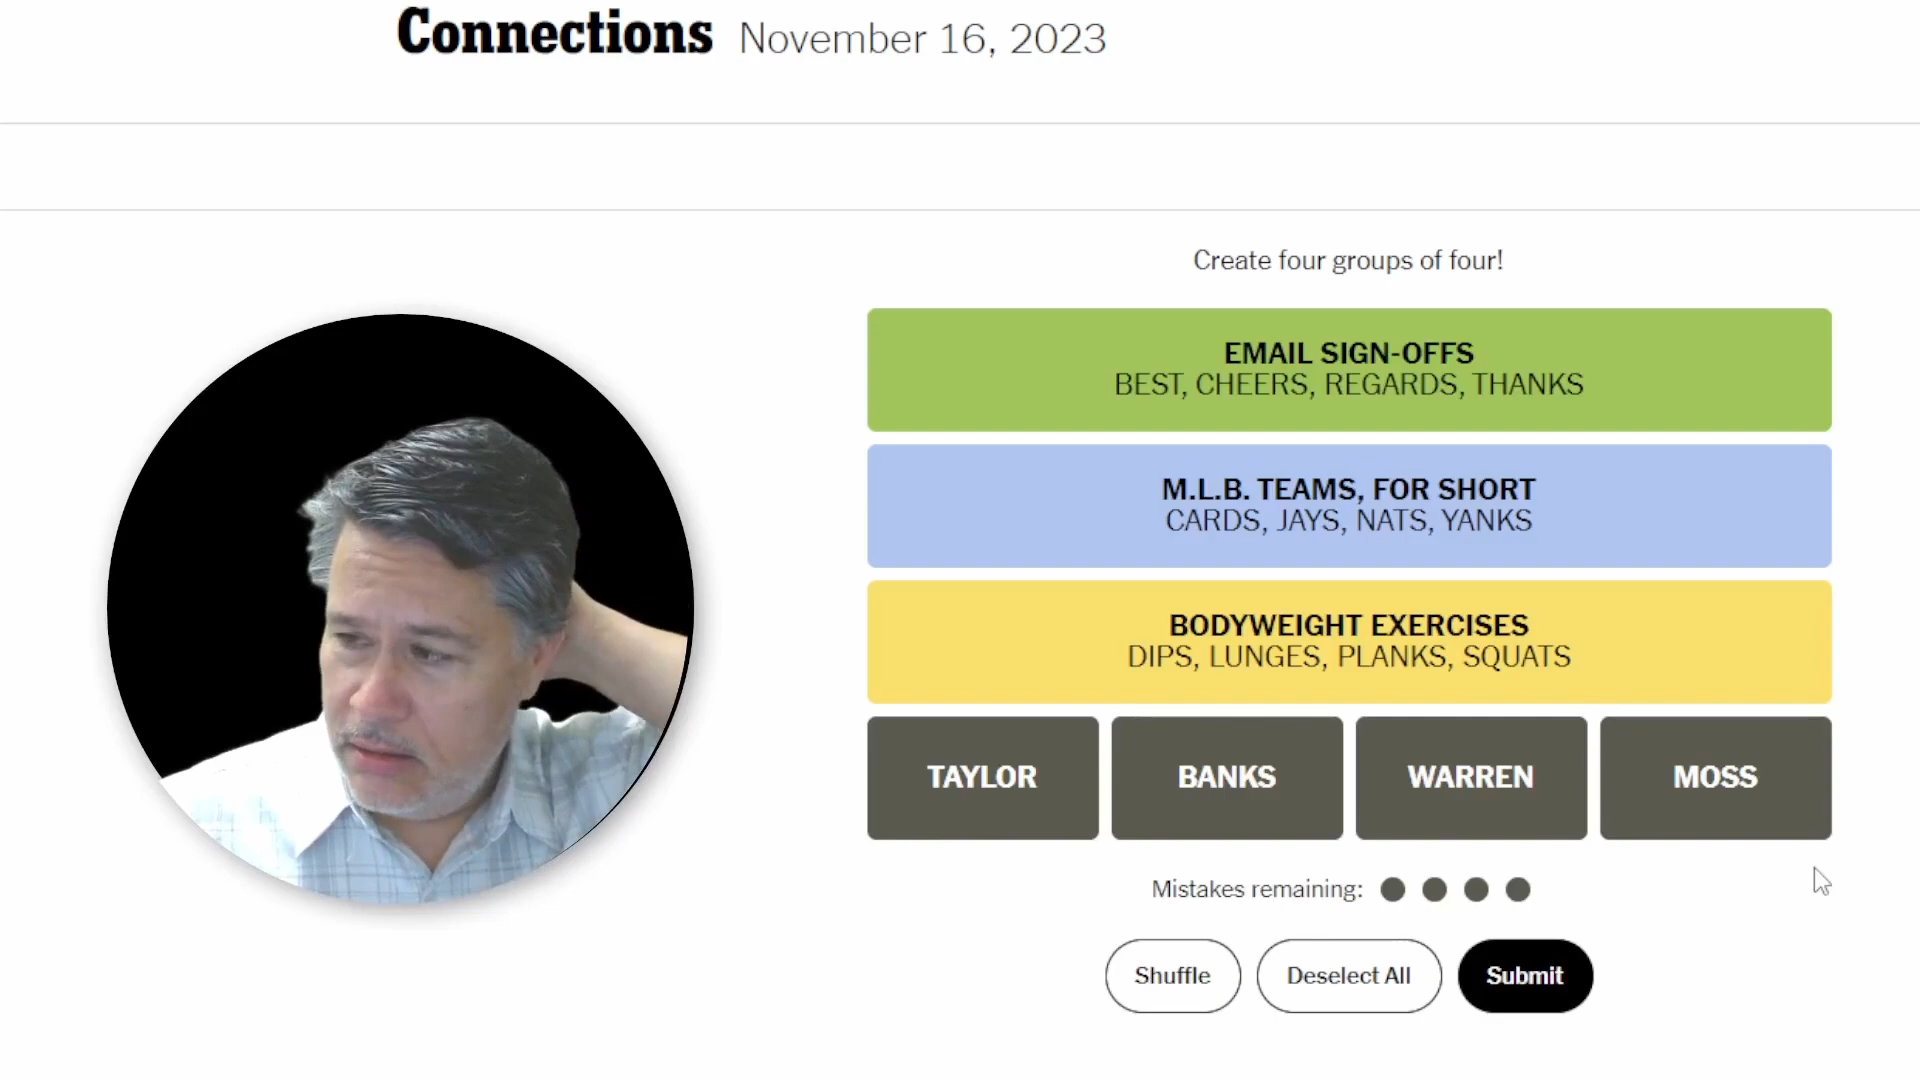 Connections November 16, 2023
Create four groups of four!
EMAIL SIGN-OFFS
BEST, CHEERS, REGARDS, THANKS
M.L.B. TEAMS, FOR SHORT
CARDS, JAYS, NATS, YANKS
BODYWEIGHT EXERCISES
DIPS, LUNGES, PLANKS, SQUATS
TAYLOR BANKS WARREN MOSS
Mistakes remaining:
Shuffle Deselect All Submit